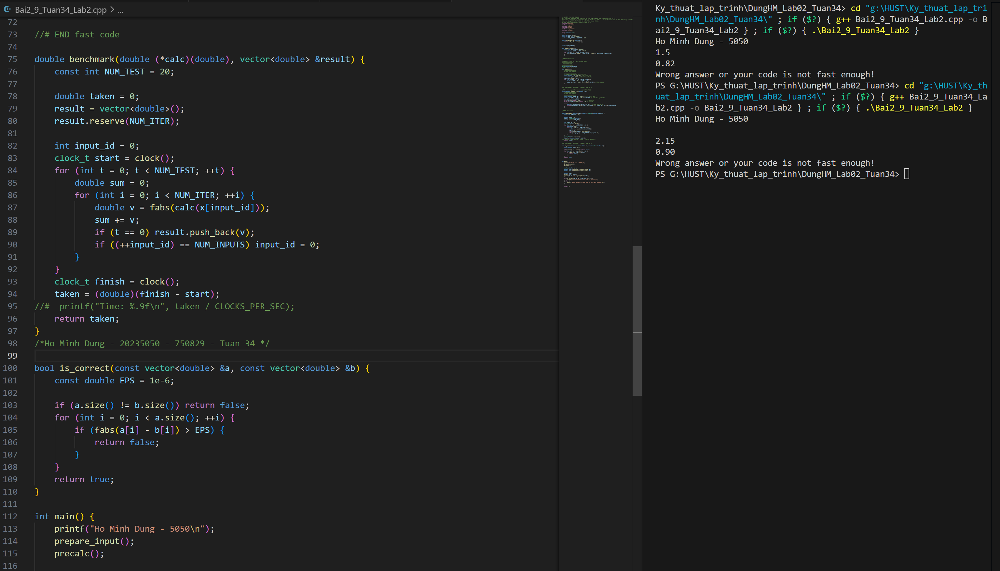 Bai2_9_Tuan34_Lab2.cpp > ...
72
73 //# END fast code
74
75 double benchmark(double (*calc)(double), vector<double> &result) {
76     const int NUM_TEST = 20;
77
78     double taken = 0;
79     result = vector<double>();
80     result.reserve(NUM_ITER);
81
82     int input_id = 0;
83     clock_t start = clock();
84     for (int t = 0; t < NUM_TEST; ++t) {
85         double sum = 0;
86         for (int i = 0; i < NUM_ITER; ++i) {
87             double v = fabs(calc(x[input_id]));
88             sum += v;
89             if (t == 0) result.push_back(v);
90             if ((++input_id) == NUM_INPUTS) input_id = 0;
91         }
92     }
93     clock_t finish = clock();
94     taken = (double)(finish - start);
95 //#  printf("Time: %.9f\n", taken / CLOCKS_PER_SEC);
96     return taken;
97 }
98 /*Ho Minh Dung - 20235050 - 750829 - Tuan 34 */
99
100 bool is_correct(const vector<double> &a, const vector<double> &b) {
101     const double EPS = 1e-6;
102
103     if (a.size() != b.size()) return false;
104     for (int i = 0; i < a.size(); ++i) {
105         if (fabs(a[i] - b[i]) > EPS) {
106             return false;
107         }
108     }
109     return true;
110 }
111
112 int main() {
113     printf("Ho Minh Dung - 5050\n");
114     prepare_input();
115     precalc();
116
Ky_thuat_lap_trinh\DungHM_Lab02_Tuan34> cd "g:\HUST\Ky_thuat_lap_tri
nh\DungHM_Lab02_Tuan34\" ; if ($?) { g++ Bai2_9_Tuan34_Lab2.cpp -o B
ai2_9_Tuan34_Lab2 } ; if ($?) { .\Bai2_9_Tuan34_Lab2 }
Ho Minh Dung - 5050
1.5
0.82
Wrong answer or your code is not fast enough!
PS G:\HUST\Ky_thuat_lap_trinh\DungHM_Lab02_Tuan34> cd "g:\HUST\Ky_th
uat_lap_trinh\DungHM_Lab02_Tuan34\" ; if ($?) { g++ Bai2_9_Tuan34_La
b2.cpp -o Bai2_9_Tuan34_Lab2 } ; if ($?) { .\Bai2_9_Tuan34_Lab2 }
Ho Minh Dung - 5050
2.15
0.90
Wrong answer or your code is not fast enough!
PS G:\HUST\Ky_thuat_lap_trinh\DungHM_Lab02_Tuan34>